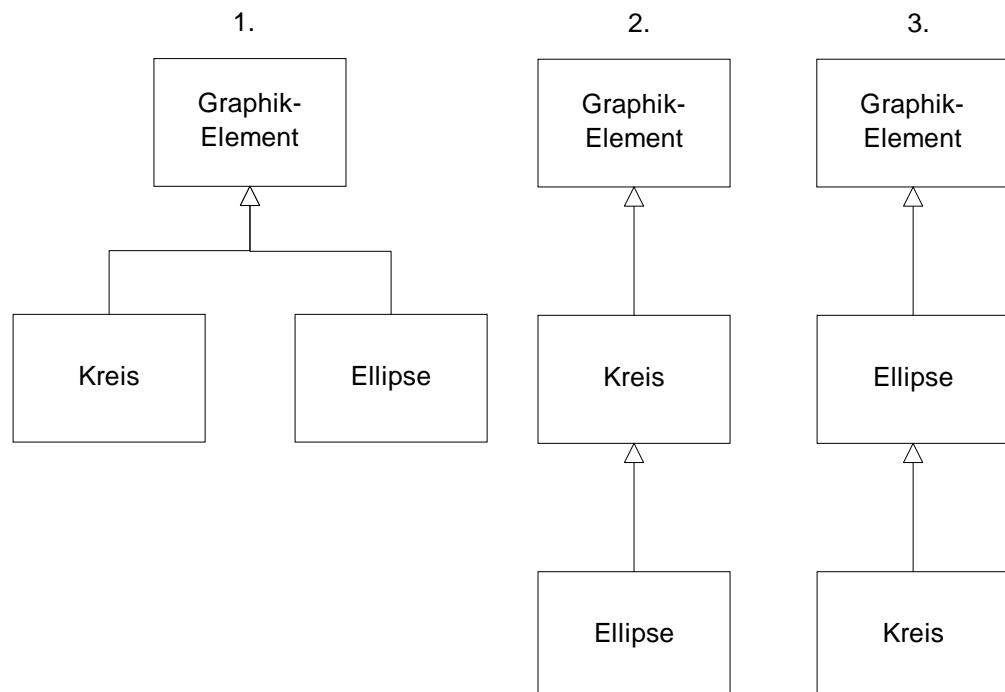 1.
Graphik-
Element
Kreis
Ellipse
2.
Graphik-
Element
Kreis
Ellipse
3.
Graphik-
Element
Ellipse
Kreis